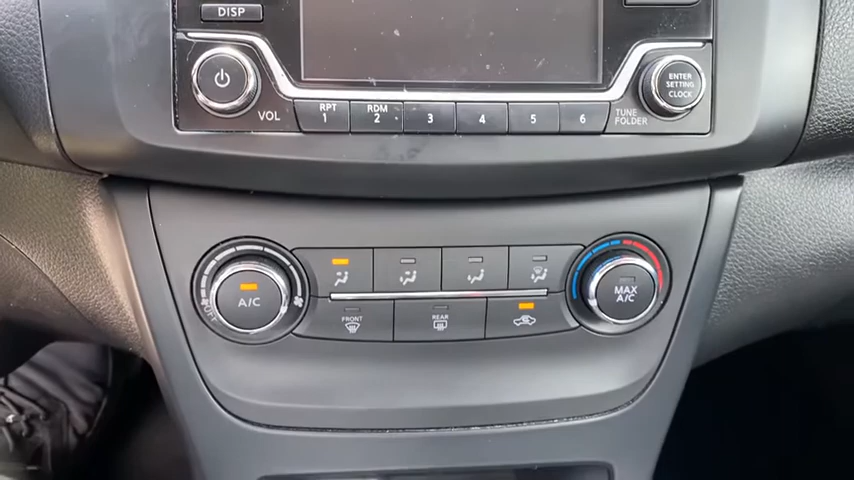 DISP
VOL
RPT
1
RDM
2
3
4
5
6
TUNE
FOLDER
ENTER
SETTING
CLOCK
OFF
A/C
FRONT
REAR
MAX
A/C